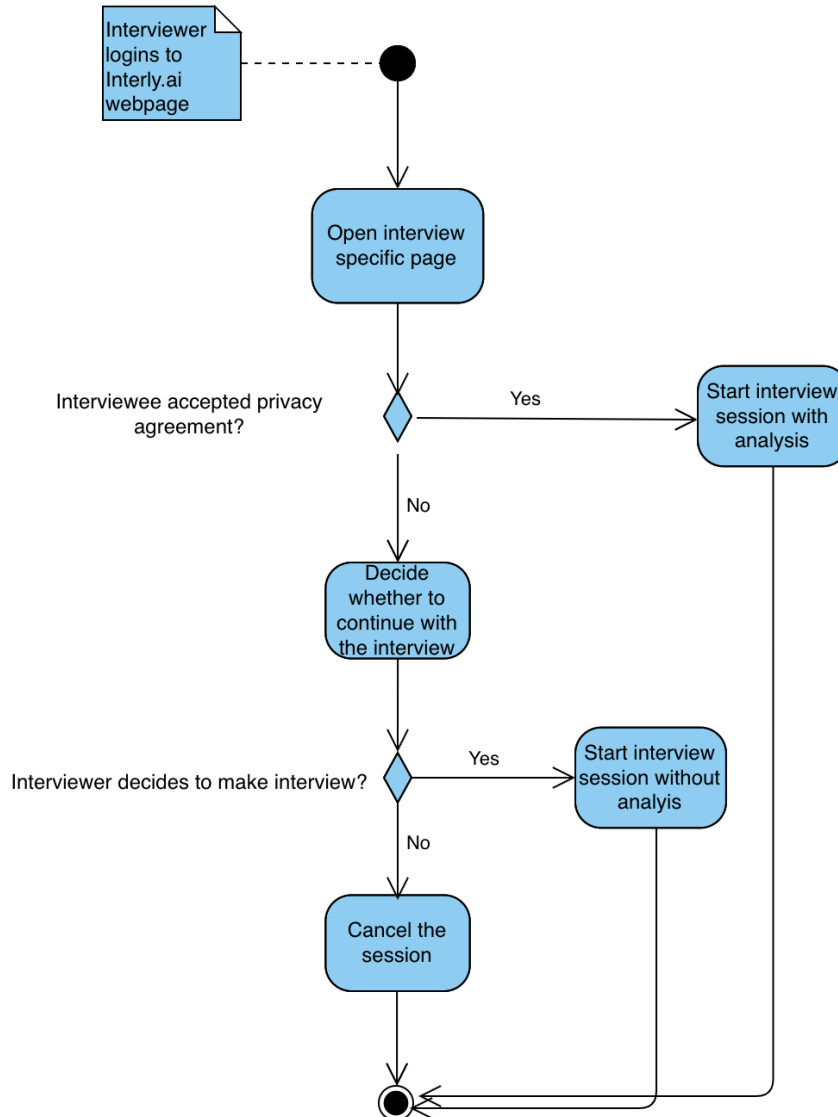 Interviewer
logins to
Interly.ai
webpage
Open interview
specific page
Interviewee accepted privacy
agreement?
Yes
Start interview
session with
analysis
No
Decide
whether to
continue with
the interview
Interviewer decides to make interview?
Yes
Start interview
session without
analyis
No
Cancel the
session